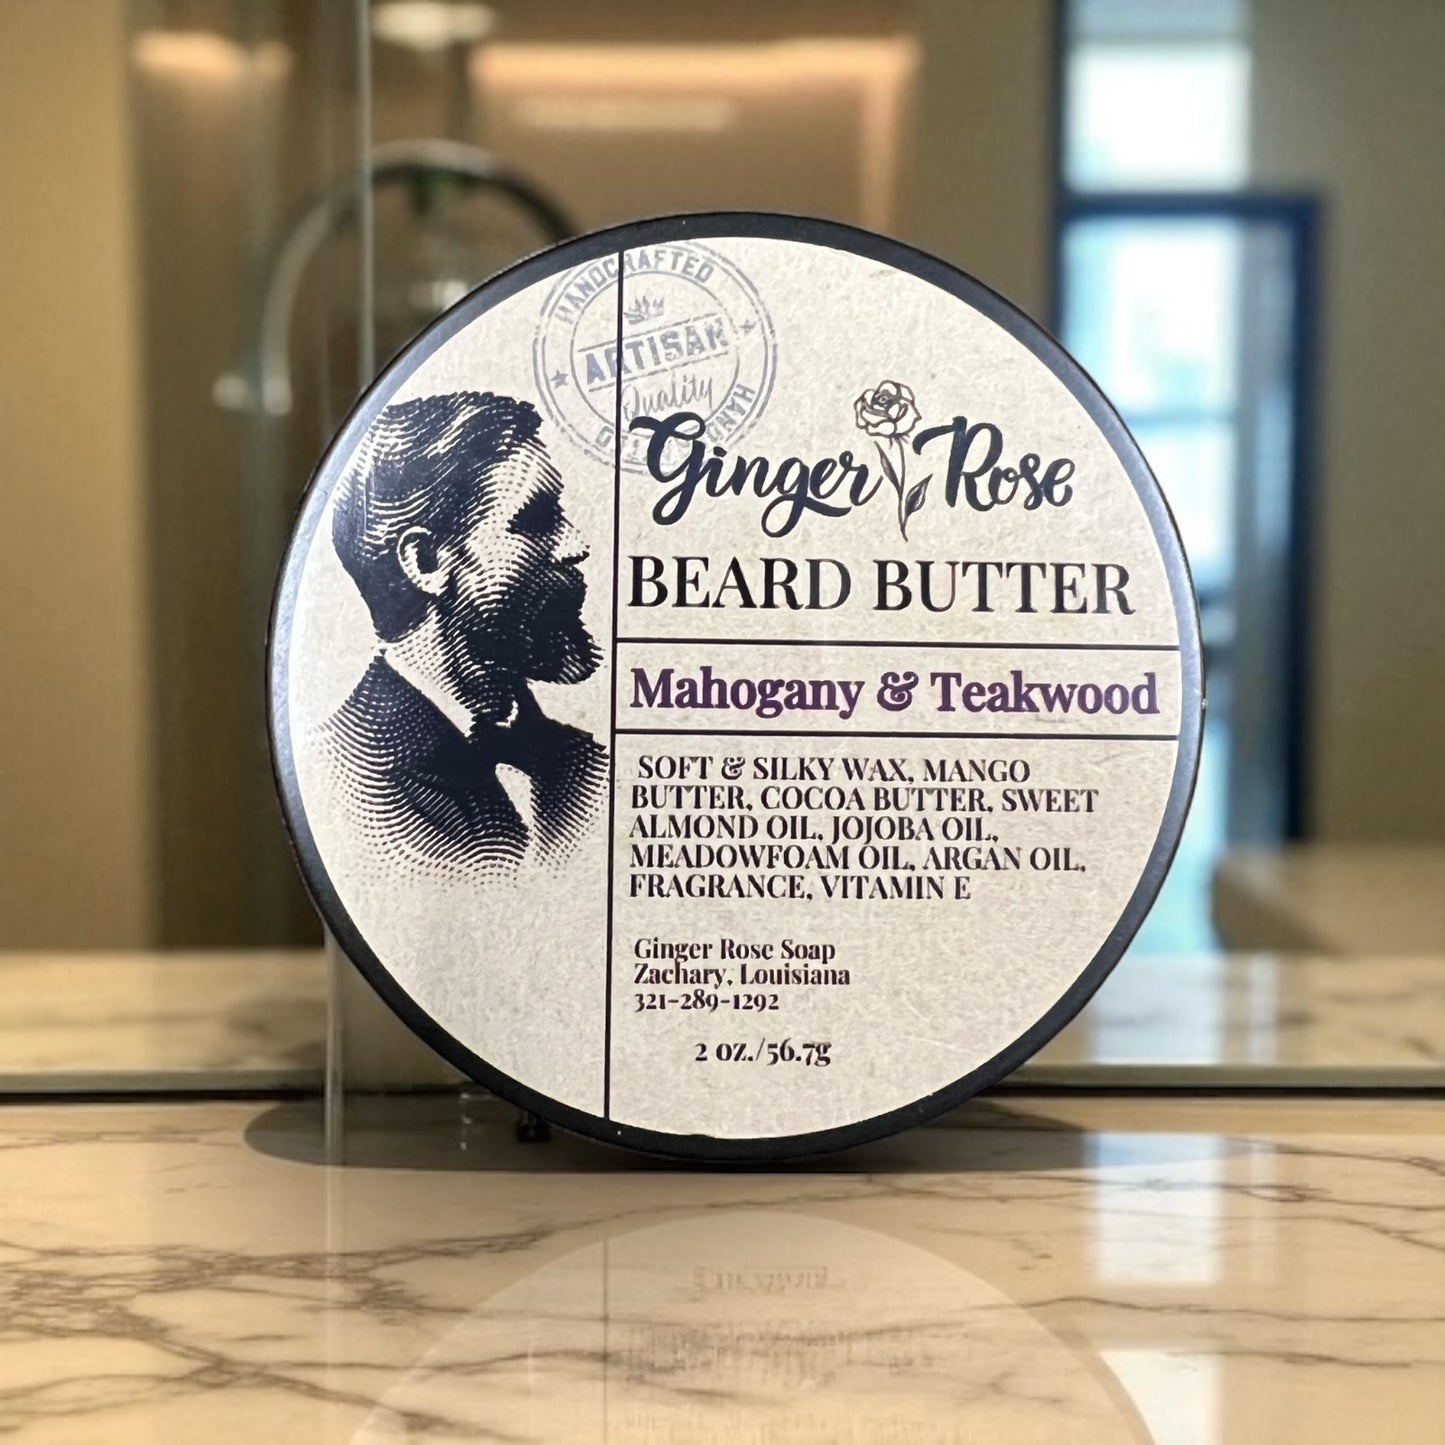 HANDCRAFTED
ARTISAN
Quality
HAND
Ginger Rose
BEARD BUTTER
Mahogany & Teakwood
SOFT & SILKY WAX, MANGO
BUTTER, COCOA BUTTER, SWEET
ALMOND OIL, JOJOBA OIL,
MEADOWFOAM OIL, ARGAN OIL,
FRAGRANCE, VITAMIN E
Ginger Rose Soap
Zachary, Louisiana
321-289-1292
2 oz./56.7g